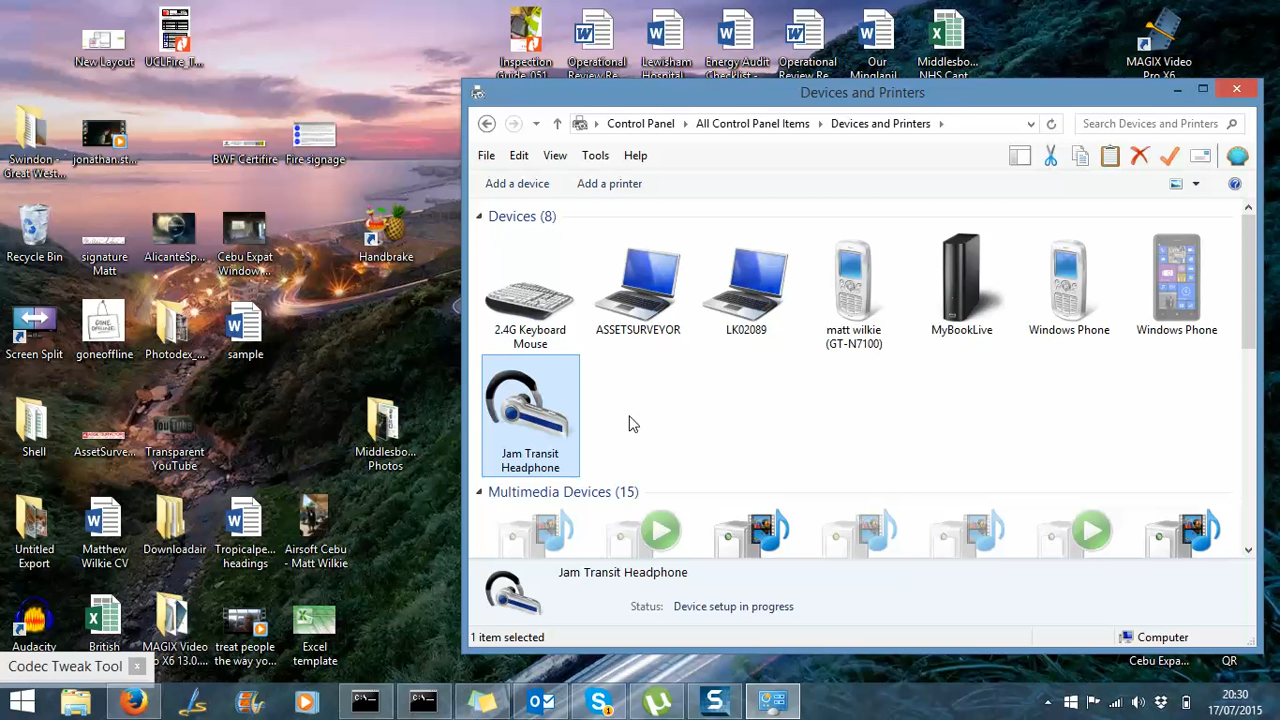 New Layout
UCLFire_T...
Inspection
Guide_051...
Operational
Review Re...
Lewisham
Hospital
Energy Audit
Checklist -
Operational
Review Re...
Our
Minglanil
Middlesbo...
NHS Capt
MAGIX Video
Pro X6
Devices and Printers
Control Panel
All Control Panel Items
Devices and Printers
Search Devices and Printers
File
Edit
View
Tools
Help
Add a device
Add a printer
Devices (8)
2.4G Keyboard
Mouse
ASSETSURVEYOR
LK02089
matt wilkie
(GT-N7100)
MyBookLive
Windows Phone
Windows Phone
Jam Transit
Headphone
Multimedia Devices (15)
Jam Transit Headphone
Status:
Device setup in progress
1 item selected
Computer
Swindon -
Great West...
jonathan.st...
BWF Certifire
Fire signage
Recycle Bin
signature
Matt
AlicanteSp...
Cebu Expat
Window...
Handbrake
Screen Split
goneoffline
Photodex_...
sample
Shell
AssetSurve...
Transparent
YouTube
Middlesbo...
Photos
Untitled
Export
Matthew
Wilkie CV
Downloadair
Tropicalpe...
headings
Airsoft Cebu
- Matt Wilkie
Audacity
British
MAGIX Video
Pro X6 13.0....
treat people
the way yo...
Excel
template
Cebu Expa...
QR
Codec Tweak Tool
20:30
17/07/2015